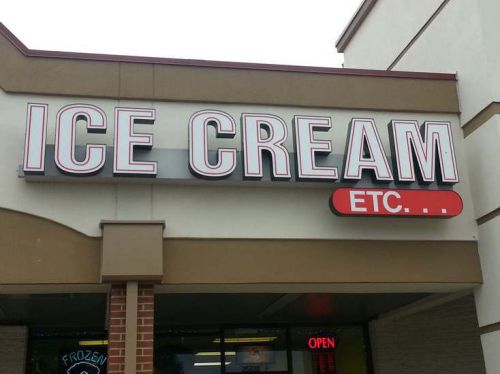 ICE CREAM
ETC...
OPEN
FROZEN